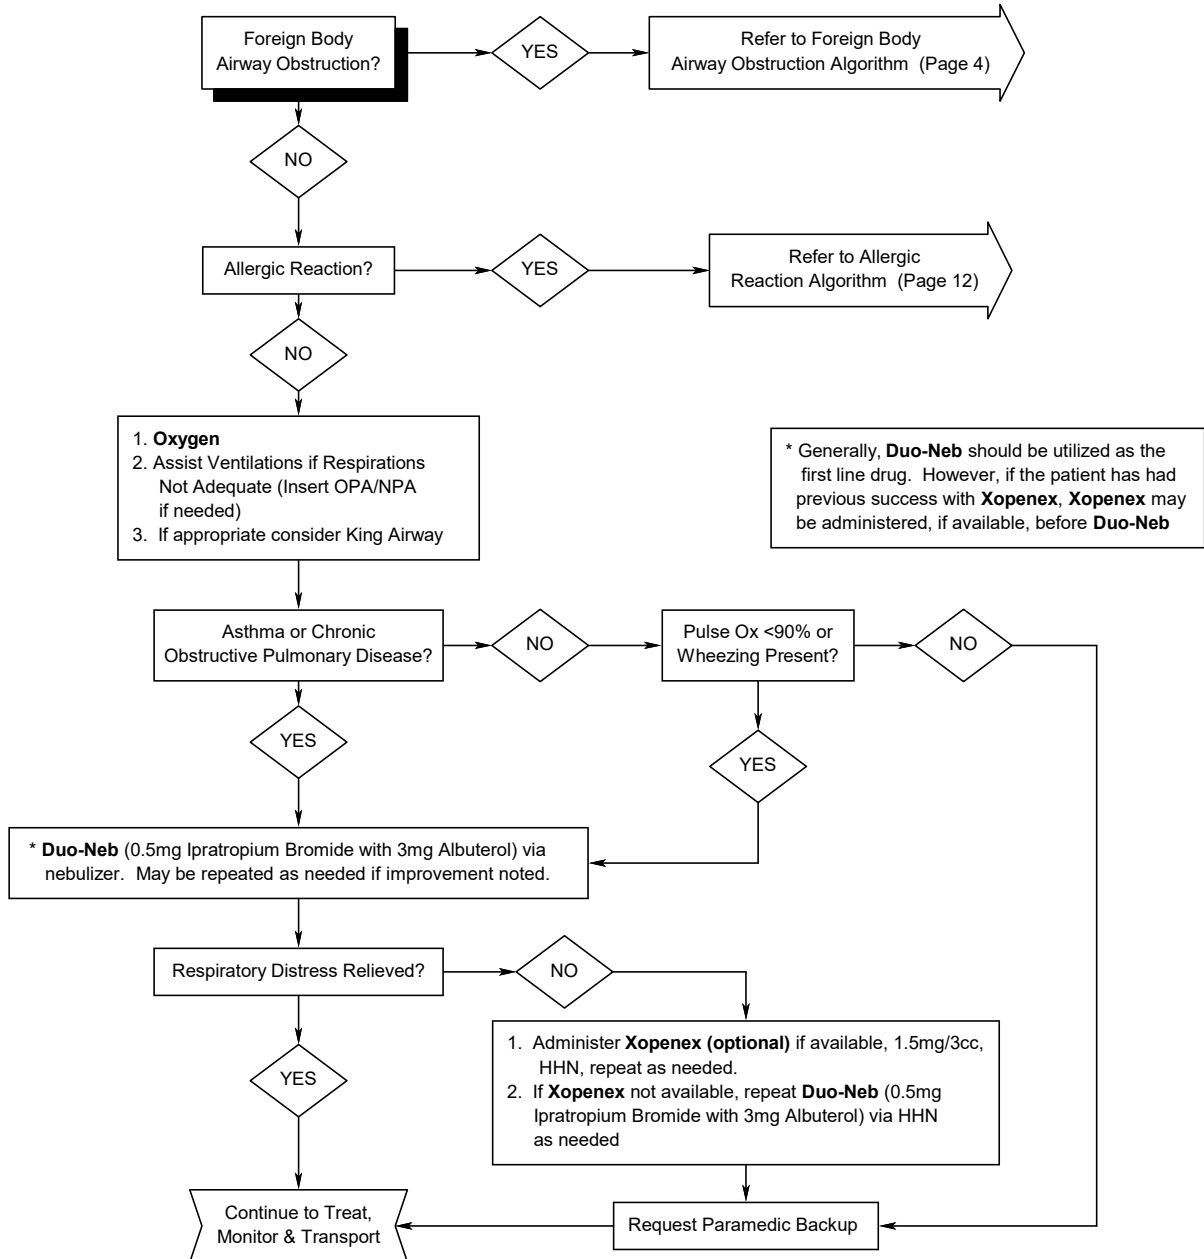 Foreign Body
Airway Obstruction?
YES
Refer to Foreign Body
Airway Obstruction Algorithm  (Page 4)
NO
Allergic Reaction?
YES
Refer to Allergic
Reaction Algorithm  (Page 12)
NO
1. Oxygen
2. Assist Ventilations if Respirations
Not Adequate (Insert OPA/NPA
if needed)
3.  If appropriate consider King Airway
* Generally, Duo-Neb should be utilized as the
first line drug.  However, if the patient has had
previous success with Xopenex, Xopenex may
be administered, if available, before Duo-Neb
Asthma or Chronic
Obstructive Pulmonary Disease?
NO
Pulse Ox <90% or
Wheezing Present?
NO
YES
YES
* Duo-Neb (0.5mg Ipratropium Bromide with 3mg Albuterol) via
nebulizer.  May be repeated as needed if improvement noted.
Respiratory Distress Relieved?
NO
YES
1.  Administer Xopenex (optional) if available, 1.5mg/3cc,
HHN, repeat as needed.
2.  If Xopenex not available, repeat Duo-Neb (0.5mg
Ipratropium Bromide with 3mg Albuterol) via HHN
as needed
Continue to Treat,
Monitor & Transport
Request Paramedic Backup